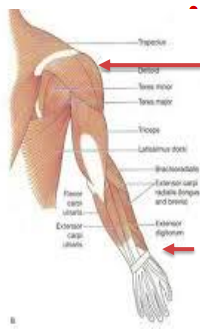 Trapezius
Deltoid
Teres minor
Teres major
Triceps
Latissimus dorsi
Brachioradialis
Extensor carpi
radialis (longus
and brevis)
Flexor
carpi
ulnaris
Extensor
carpi
ulnaris
Extensor
digitorum
B